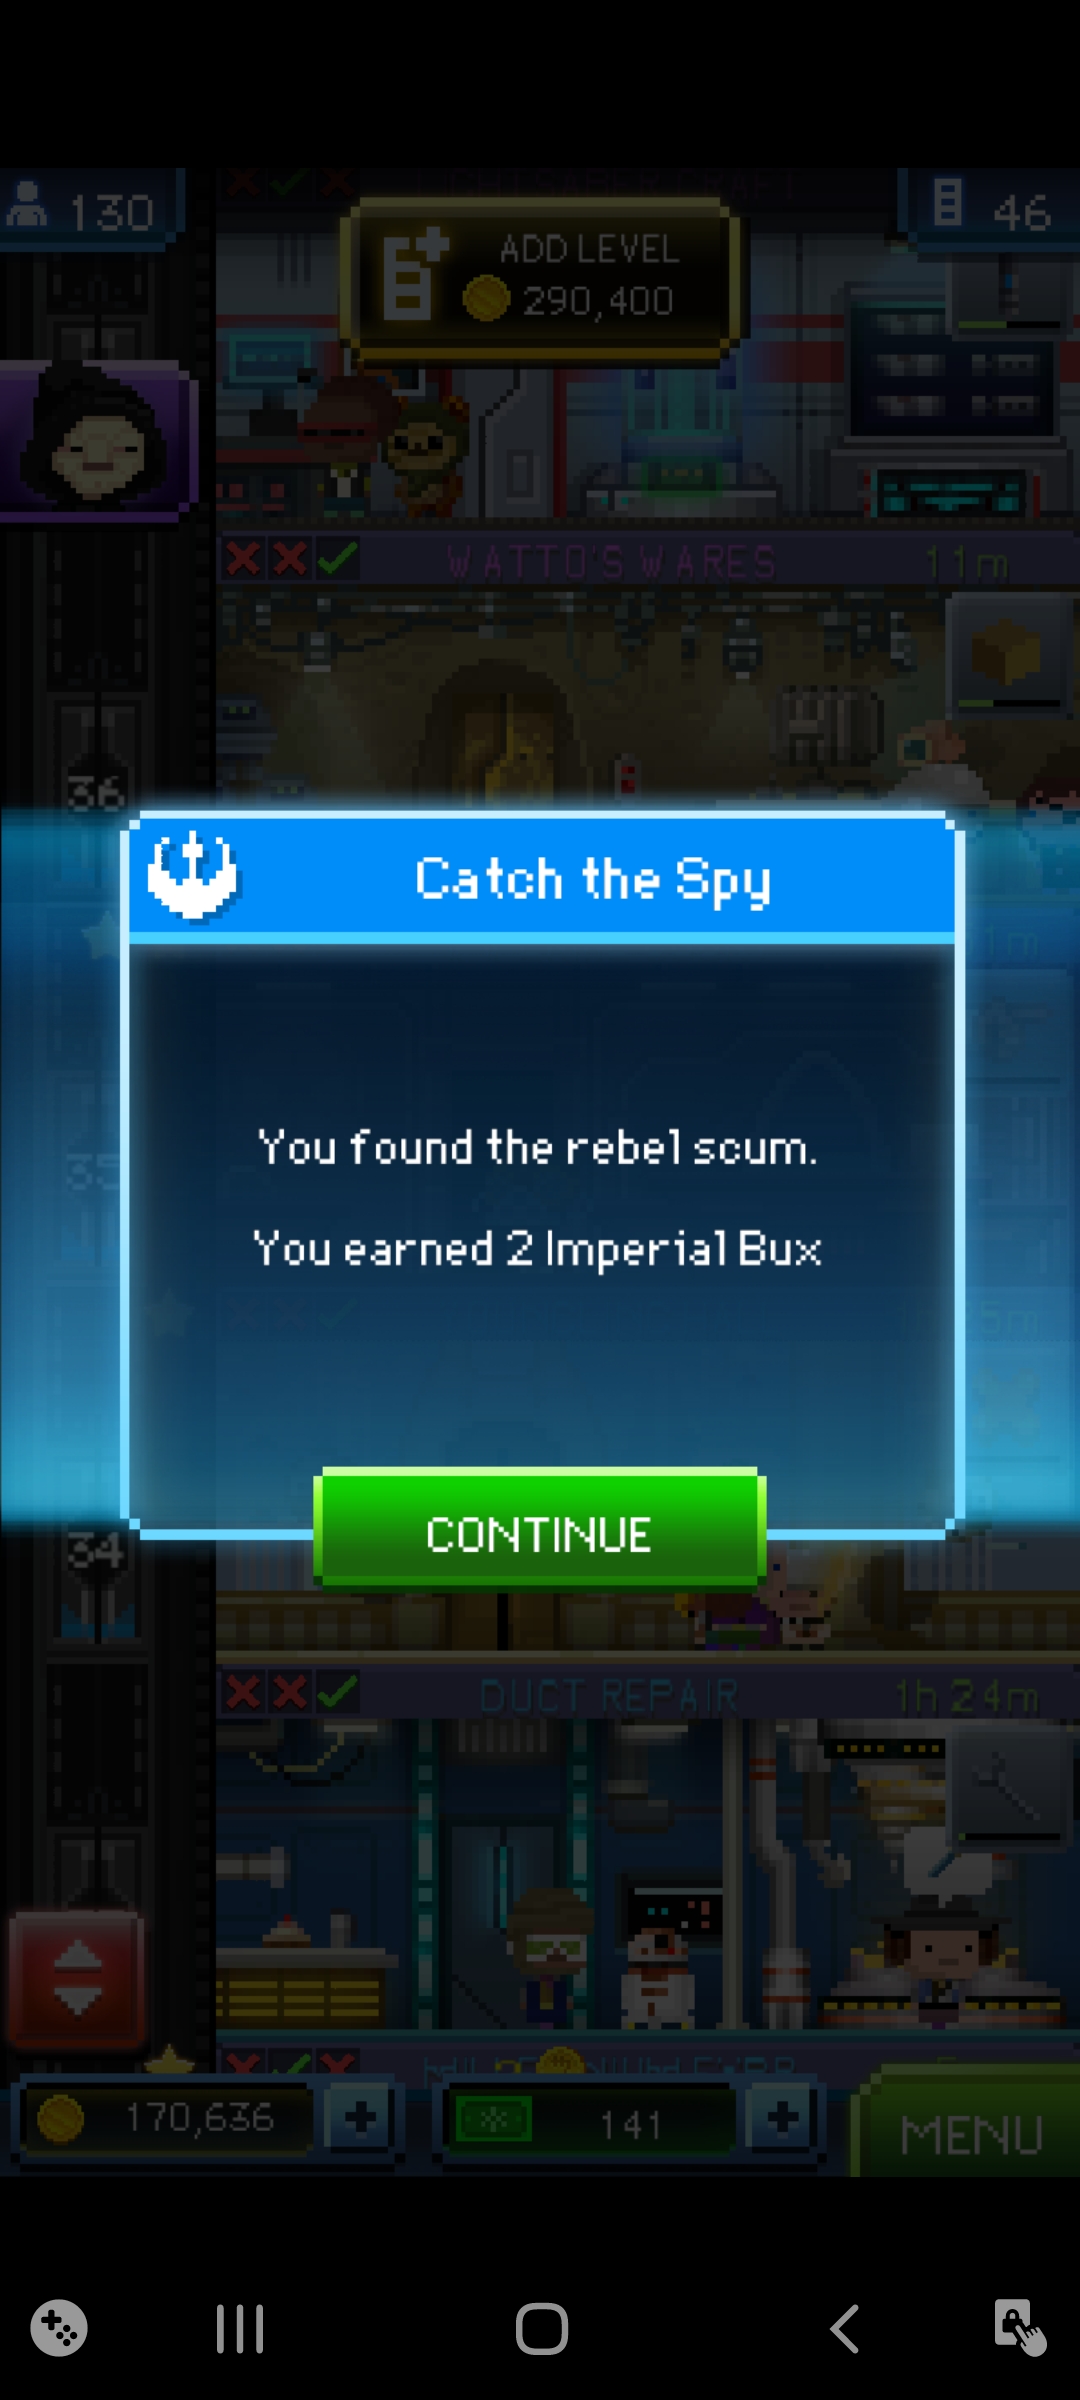 130
46
ADD LEVEL
290,400
WATTO'S WARES
11m
36
Catch the Spy
35
You found the rebel scum.
You earned 2 Imperial Bux
CONTINUE
34
DUCT REPAIR
1h 24m
170,636
141
MENU